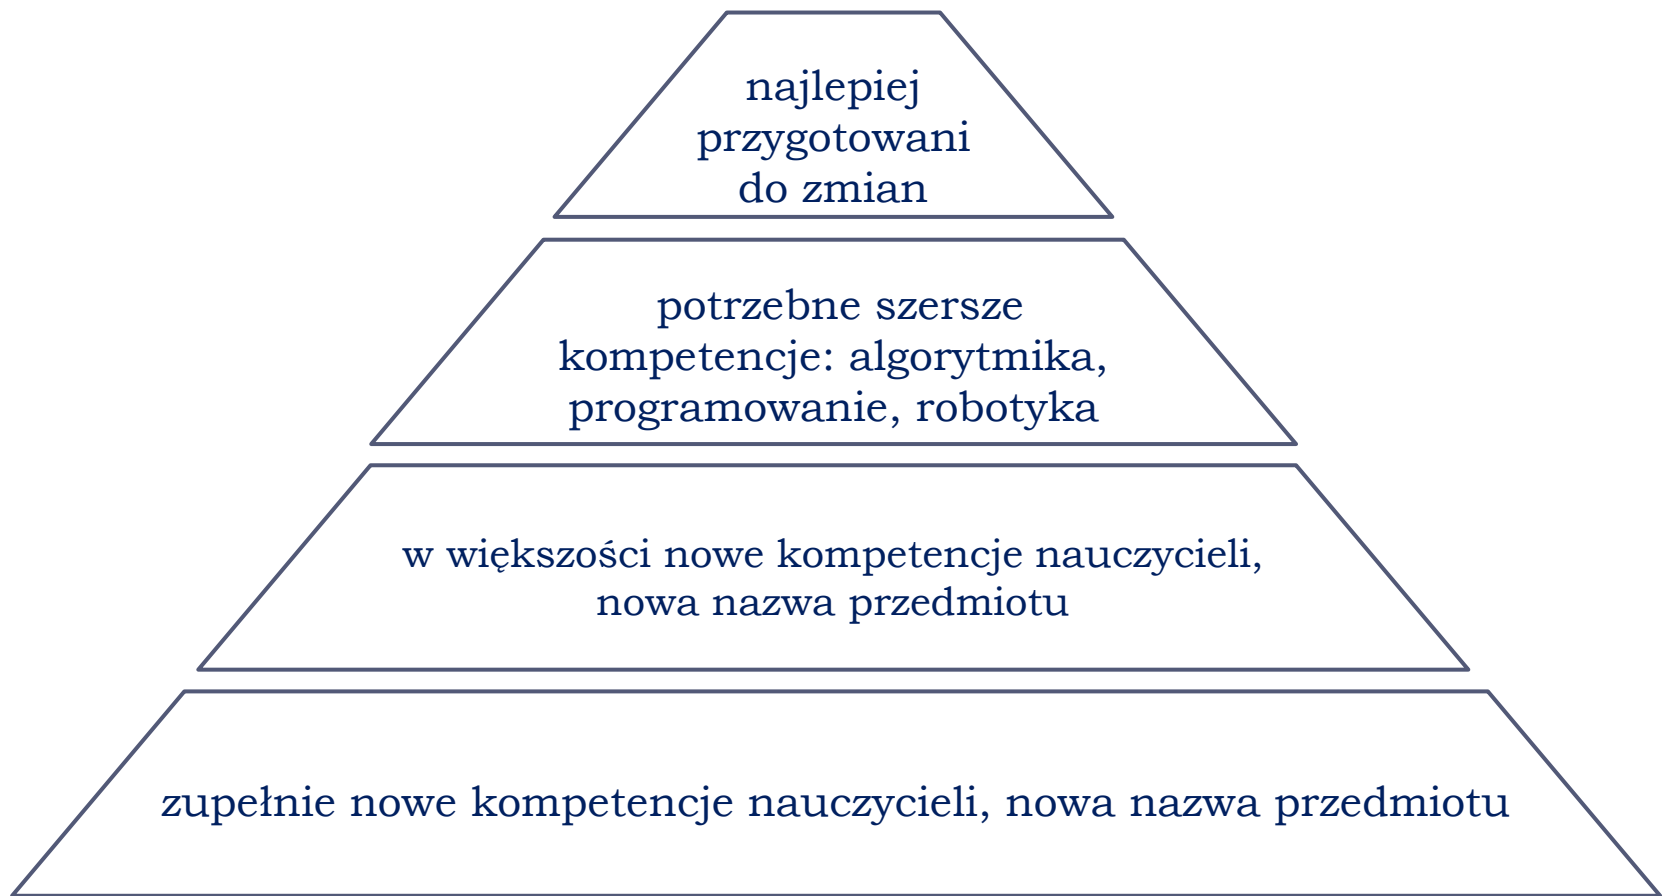 najlepiej
przygotowani
do zmian
potrzebne szersze
kompetencje: algorytmika,
programowanie, robotyka
w większości nowe kompetencje nauczycieli,
nowa nazwa przedmiotu
zupełnie nowe kompetencje nauczycieli, nowa nazwa przedmiotu